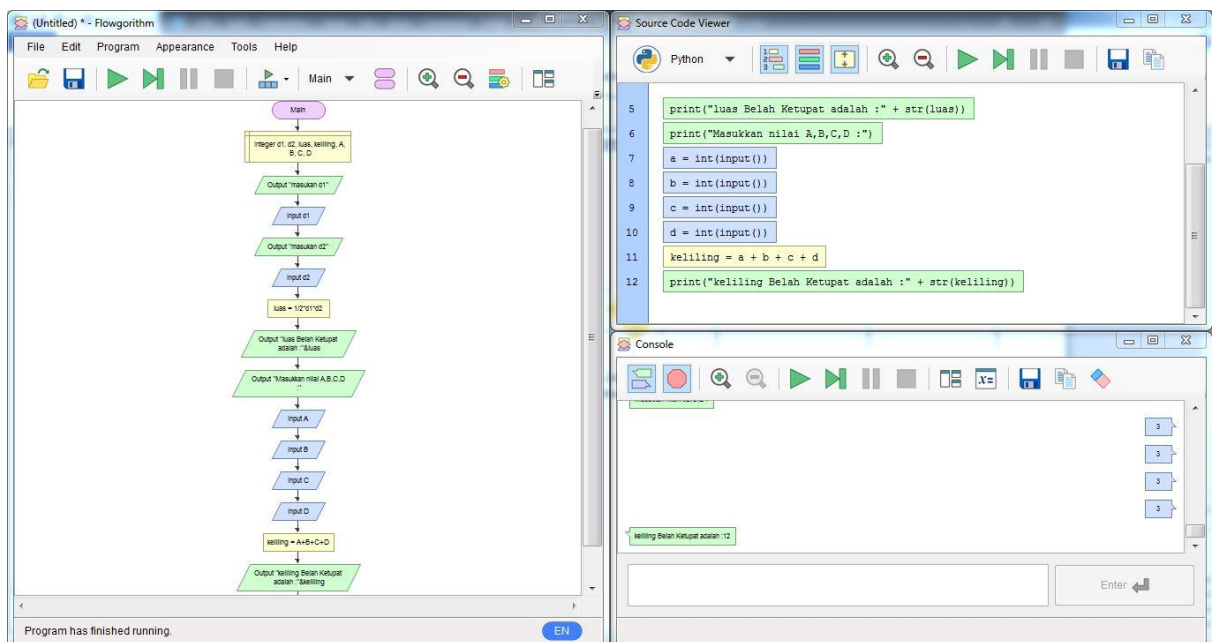 (Untitled) * - Flowgorithm
File Edit Program Appearance Tools Help
Main
Main
Integer d1, d2, luas, keliling, A,
B, C, D
Output "masukan d1"
Input d1
Output "masukan d2"
Input d2
luas = 1/2*d1*d2
Output "luas Belah Ketupat
adalah :"&luas
Output "Masukkan nilai A,B,C,D
:"
Input A
Input B
Input C
Input D
keliling = A+B+C+D
Output "keliling Belah Ketupat
adalah :"&keliling
Program has finished running.
EN
Source Code Viewer
Python
5 print("luas Belah Ketupat adalah :" + str(luas))
6 print("Masukkan nilai A,B,C,D :")
7 a = int(input())
8 b = int(input())
9 c = int(input())
10 d = int(input())
11 keliling = a + b + c + d
12 print("keliling Belah Ketupat adalah :" + str(keliling))
Console
x=
3
3
3
3
keliling Belah Ketupat adalah :12
Enter